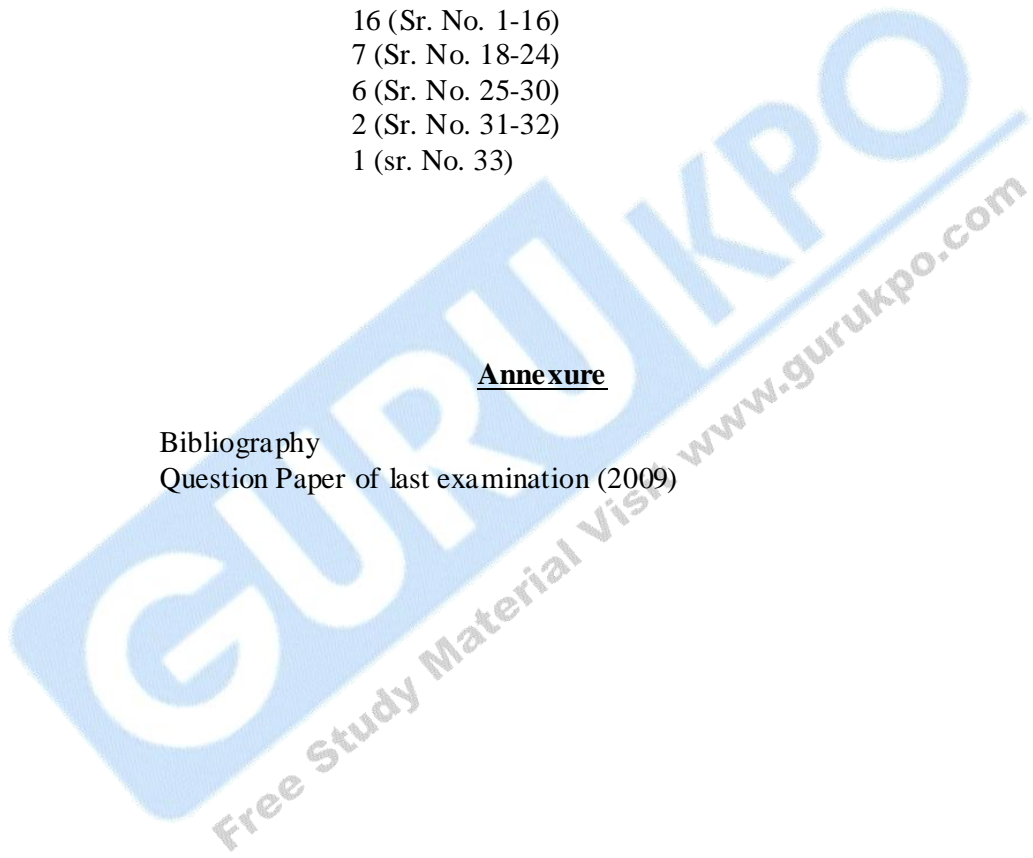 16 (Sr. No. 1-16)
7 (Sr. No. 18-24)
6 (Sr. No. 25-30)
2 (Sr. No. 31-32)
1 (sr. No. 33)
Annexure
Bibliography
Question Paper of last examination (2009)
GURUKPO
Free Study Material Visit www.gurukpo.com